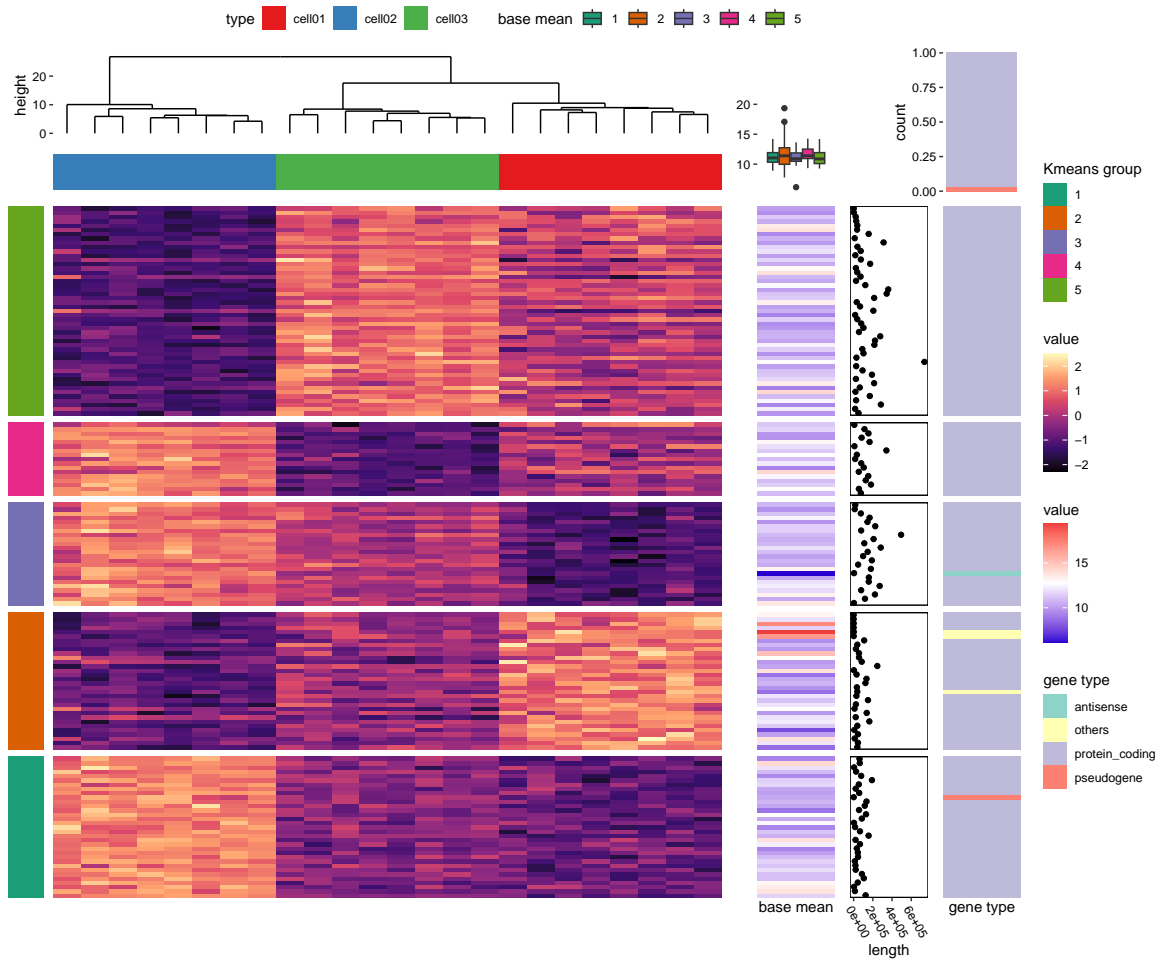 type cell01 cell02 cell03 base mean 1 2 3 4 5
height
20
10
0
20
15
10
count
1.00
0.75
0.50
0.25
0.00
Kmeans group
1
2
3
4
5
value
2
1
0
−1
−2
value
15
10
gene type
antisense
others
protein_coding
pseudogene
base mean
0e+00
2e+05
4e+05
6e+05
length
gene type